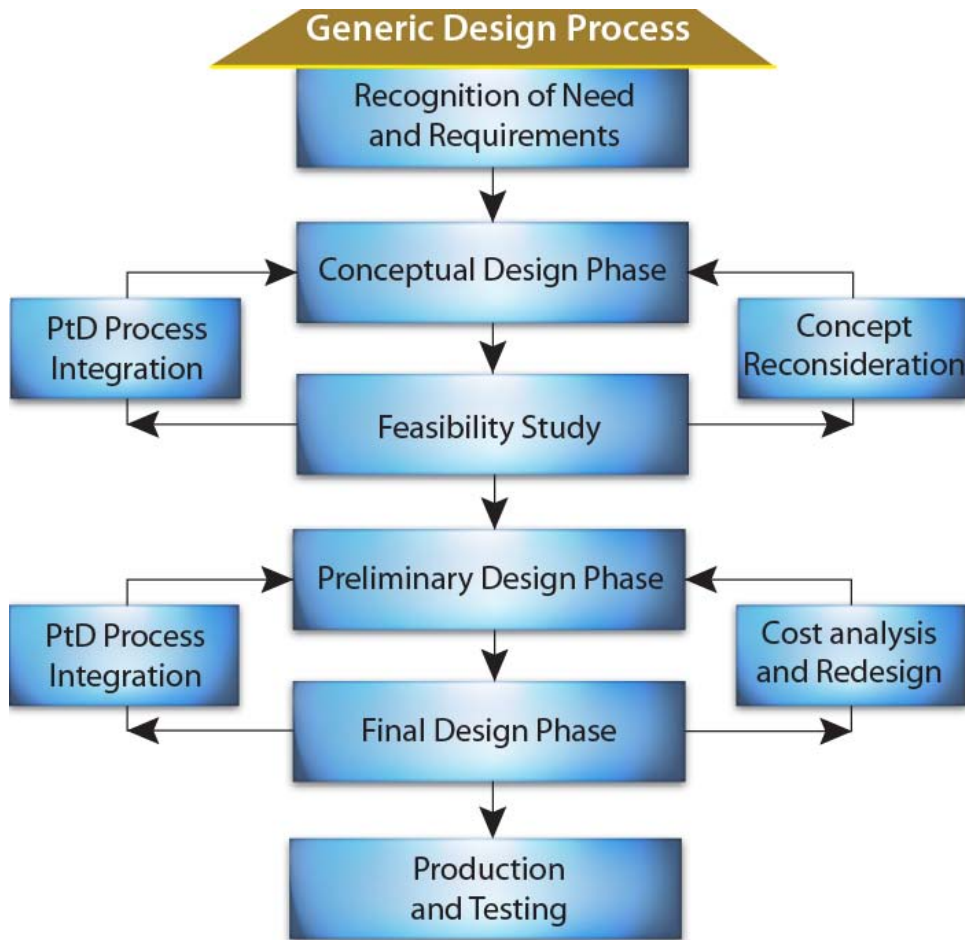 Generic Design Process
Recognition of Need
and Requirements
Conceptual Design Phase
PtD Process
Integration
Concept
Reconsideration
Feasibility Study
Preliminary Design Phase
PtD Process
Integration
Cost analysis
and Redesign
Final Design Phase
Production
and Testing